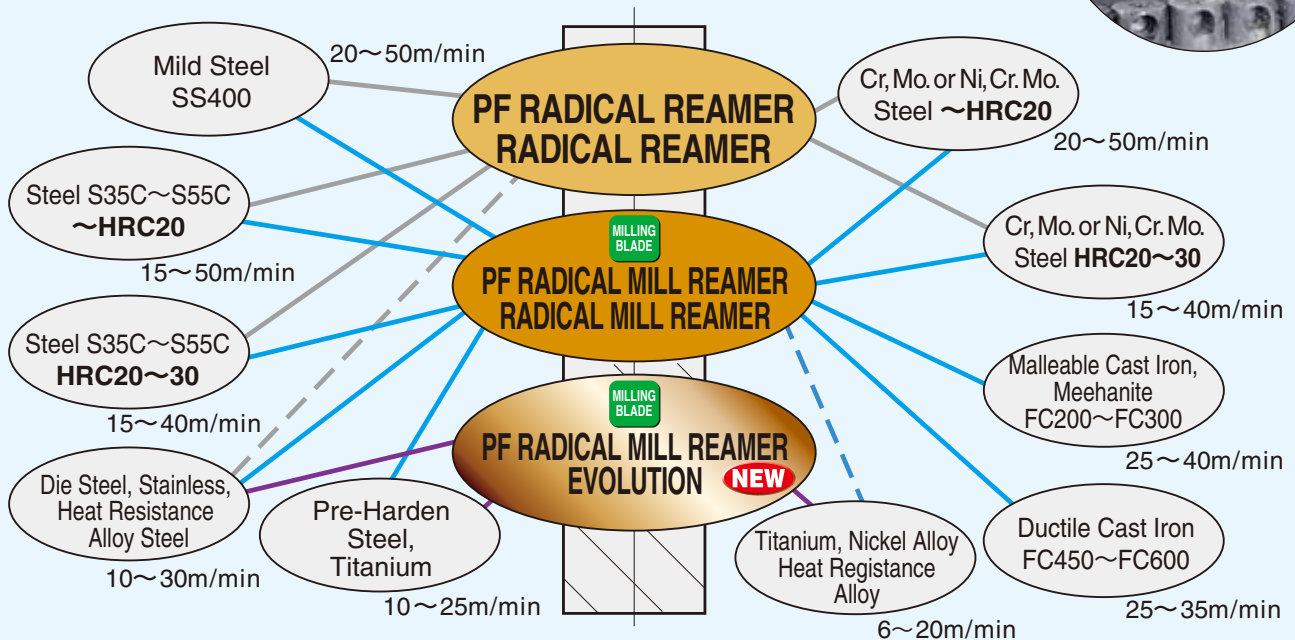 20～50m/min
Mild Steel
SS400
PF RADICAL REAMER
RADICAL REAMER
Cr, Mo. or Ni, Cr. Mo.
Steel ～HRC20
20～50m/min
Steel S35C～S55C
～HRC20
15～50m/min
MILLING
BLADE
PF RADICAL MILL REAMER
RADICAL MILL REAMER
Cr, Mo. or Ni, Cr. Mo.
Steel HRC20～30
15～40m/min
Steel S35C～S55C
HRC20～30
15～40m/min
Malleable Cast Iron,
Meehanite
FC200～FC300
25～40m/min
MILLING
BLADE
PF RADICAL MILL REAMER
EVOLUTION
NEW
Die Steel, Stainless,
Heat Resistance
Alloy Steel
10～30m/min
Pre-Harden
Steel,
Titanium
10～25m/min
Titanium, Nickel Alloy
Heat Registance
Alloy
6～20m/min
Ductile Cast Iron
FC450～FC600
25～35m/min